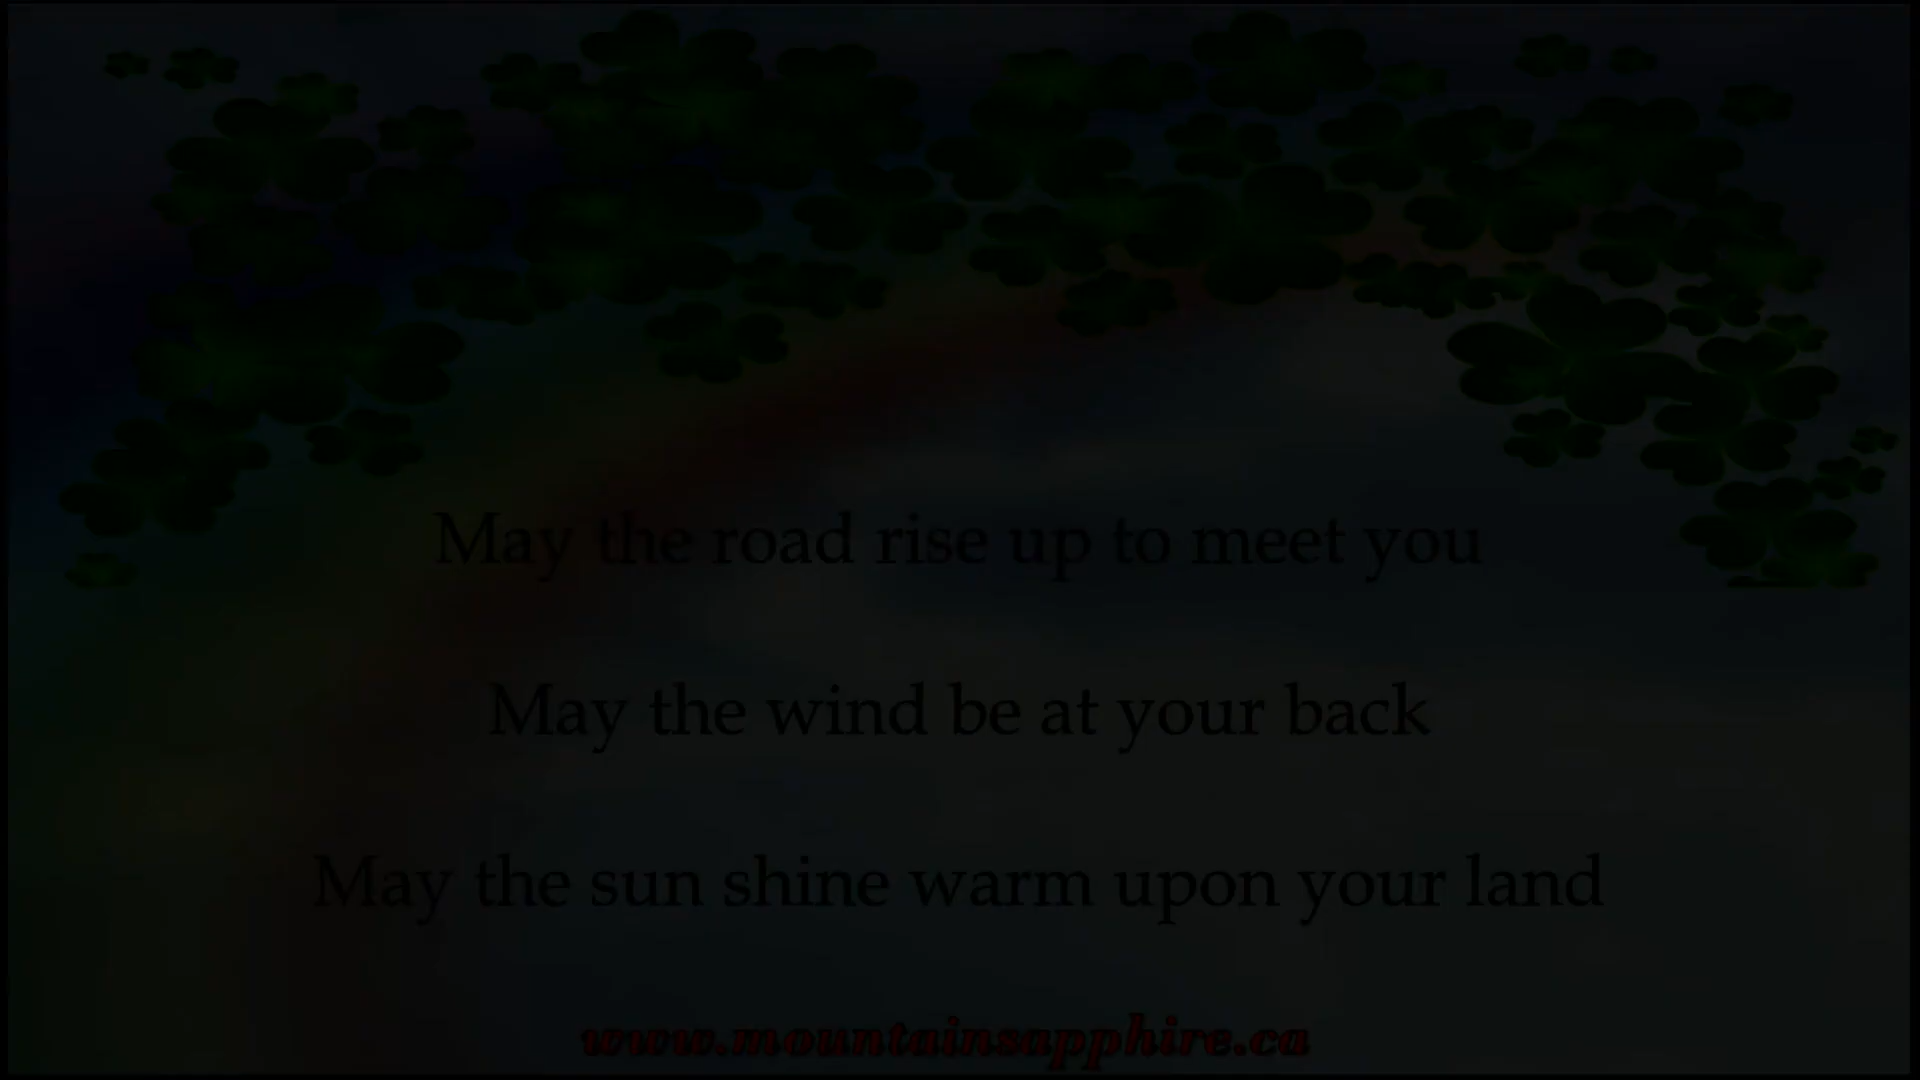 May the road rise up to meet you
May the wind be at your back
May the sun shine warm upon your land
www.mountainsapphire.ca